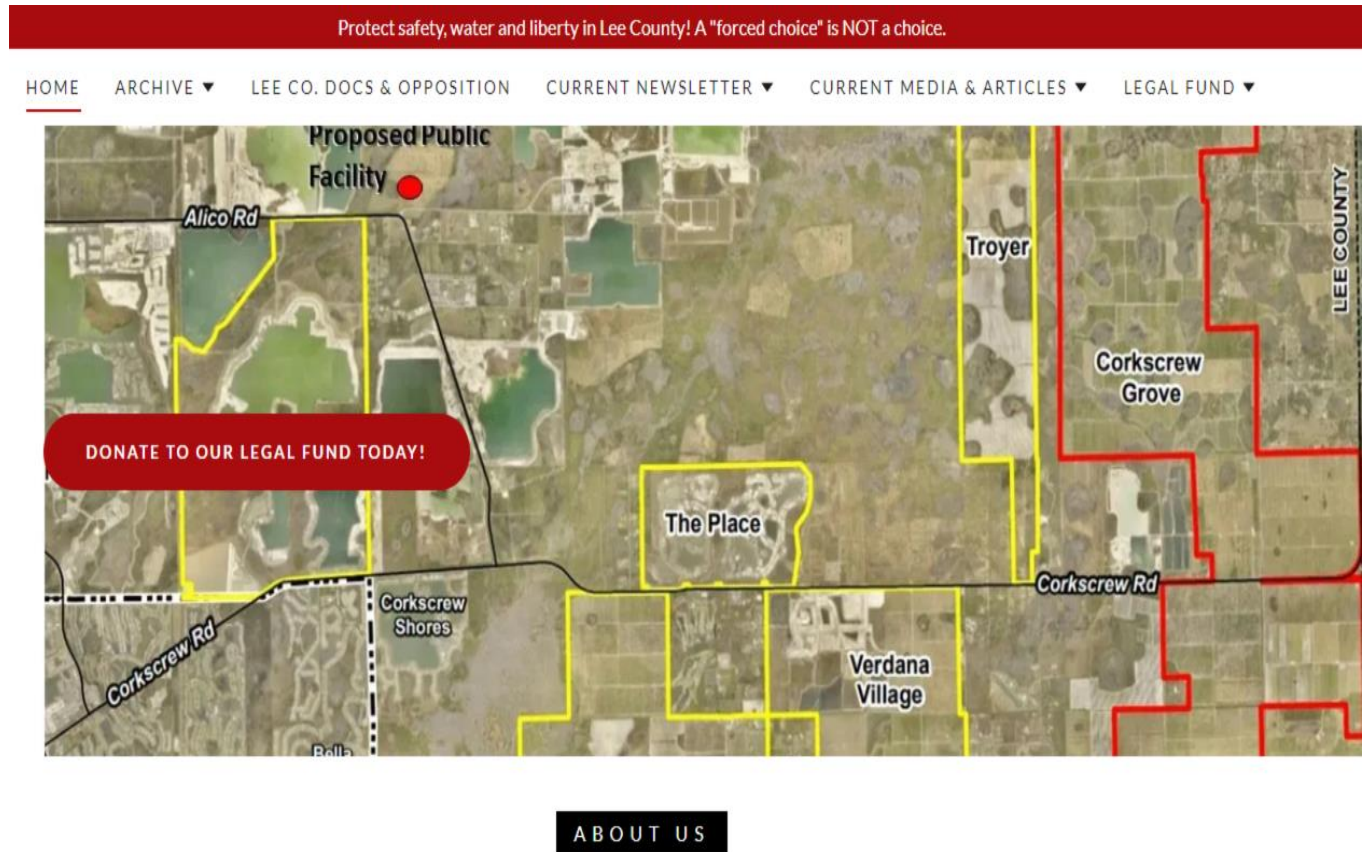 Protect safety, water and liberty in Lee County! A "forced choice" is NOT a choice.
HOME ARCHIVE ▼ LEE CO. DOCS & OPPOSITION CURRENT NEWSLETTER ▼ CURRENT MEDIA & ARTICLES ▼ LEGAL FUND ▼
Proposed Public
Facility
Alico Rd
Troyer
LEE COUNTY
Corkscrew
Grove
DONATE TO OUR LEGAL FUND TODAY!
The Place
Corkscrew Rd
Corkscrew
Shores
Corkscrew Rd
Verdana
Village
Bella
ABOUT US